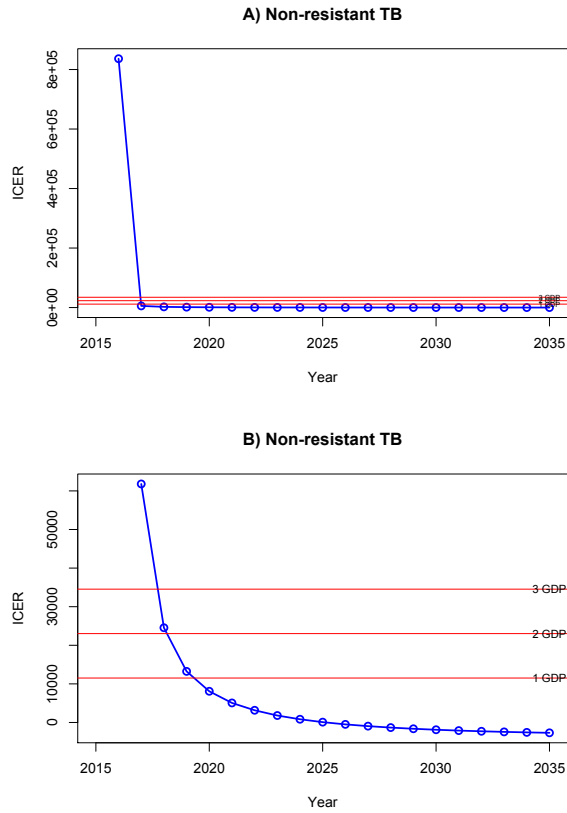 A) Non-resistant TB
8e+05
6e+05
4e+05
2e+05
0e+00
ICER
2015 2020 2025 2030 2035
Year
B) Non-resistant TB
50000
30000
10000
0
ICER
3 GDP
2 GDP
1 GDP
2015 2020 2025 2030 2035
Year